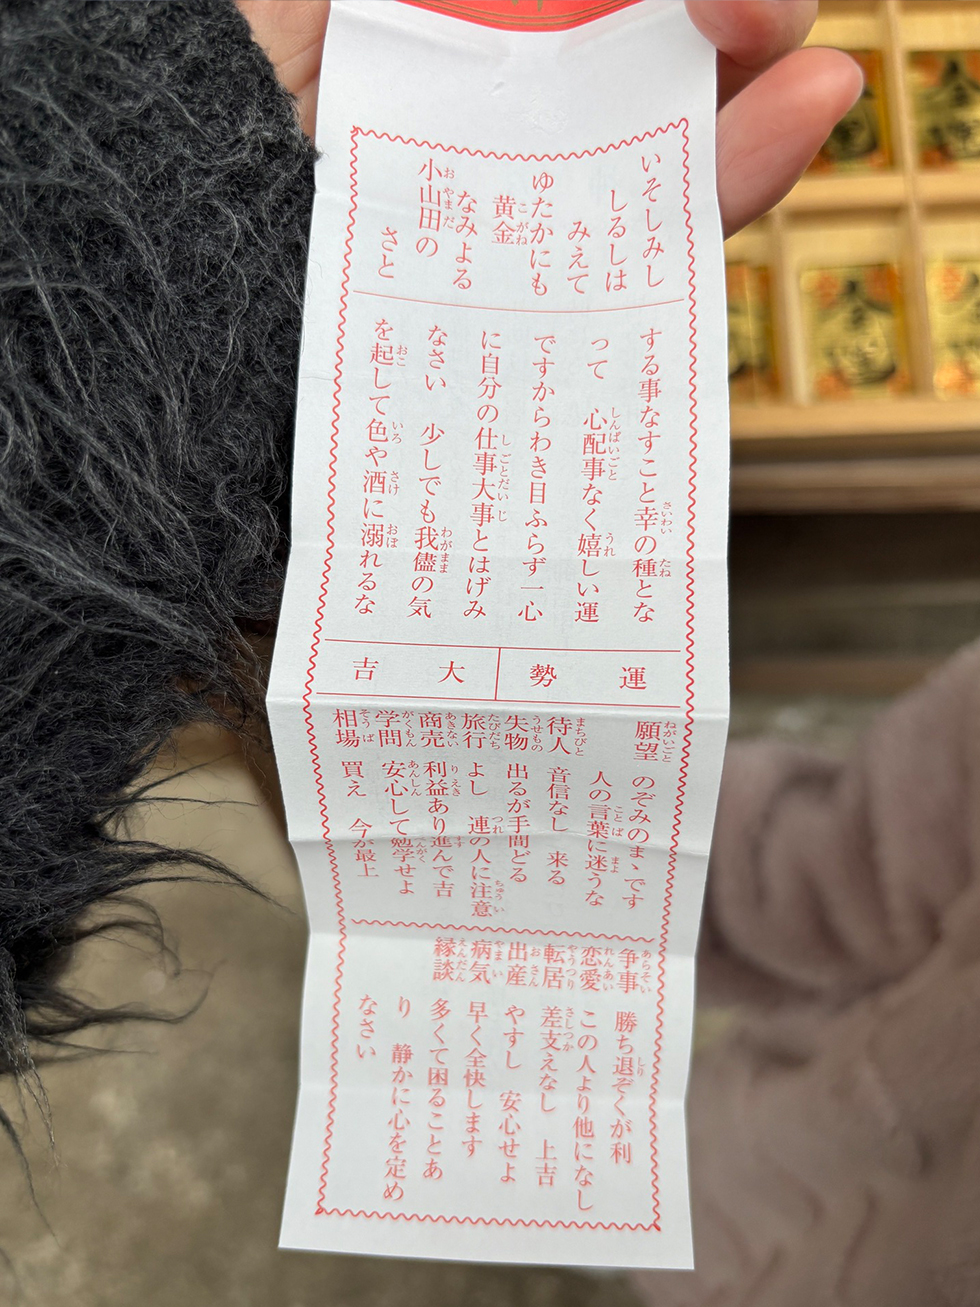 いそしみし
しるしは
みえて
ゆたかにも
黄金
なみよる
小山田の
さと
する事なすこと幸の種とな
って 心配事なく嬉しい運
ですからわき目ふらず一心
に自分の仕事大事とはげみ
なさい 少しでも我儘の気
を起して色や酒に溺れるな
運勢 大吉
願望 のぞみのまゝです
人の言葉に迷うな
待人 音信なし 来る
失物 出るが手間どる
旅行 よし 連の人に注意
商売 利益あり進んで吉
学問 安心して勉学せよ
相場 買え 今が最上
争事 勝ち退ぞくが利
恋愛 この人より他になし
転居 差支えなし 上吉
出産 やすし 安心せよ
病気 早く全快します
縁談 多くて困ることあ
り 静かに心を定め
なさい